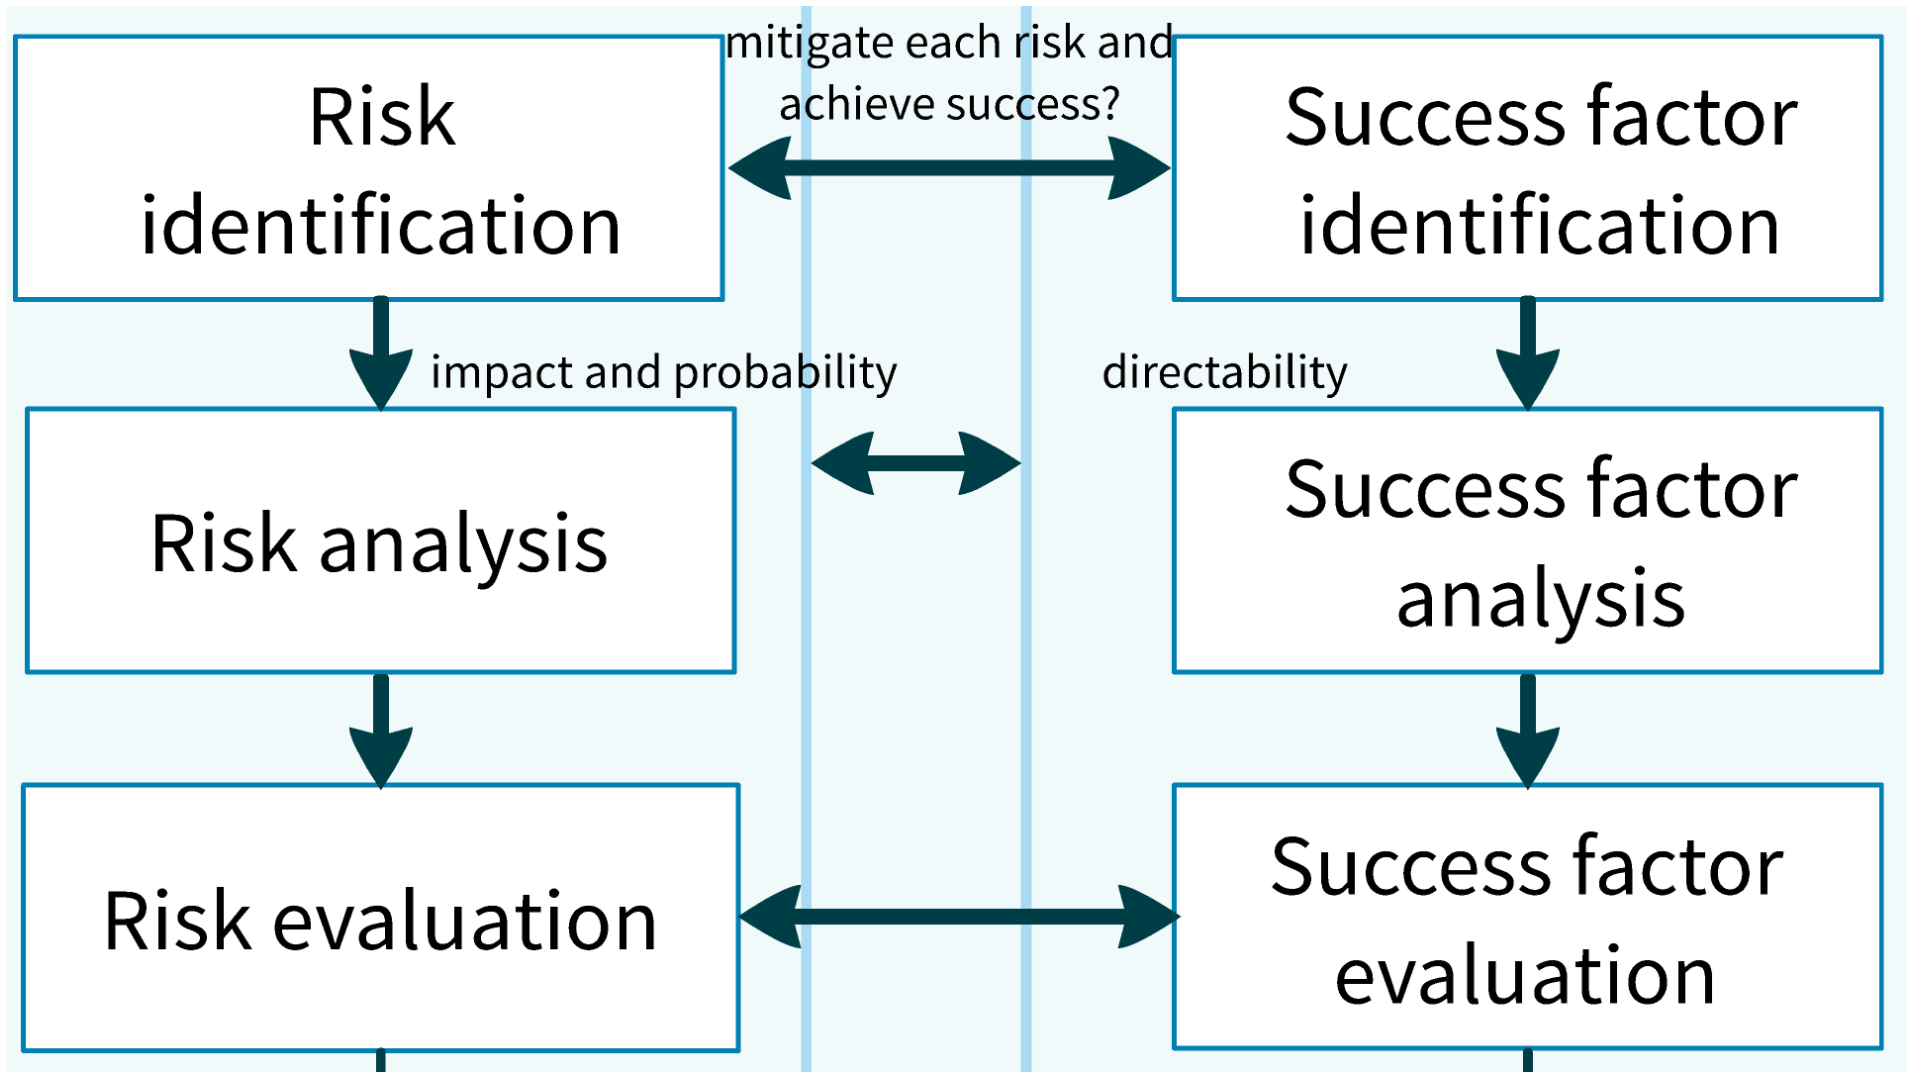 mitigate each risk and
achieve success?
Risk
identification
Success factor
identification
impact and probability
directability
Risk analysis
Success factor
analysis
Risk evaluation
Success factor
evaluation